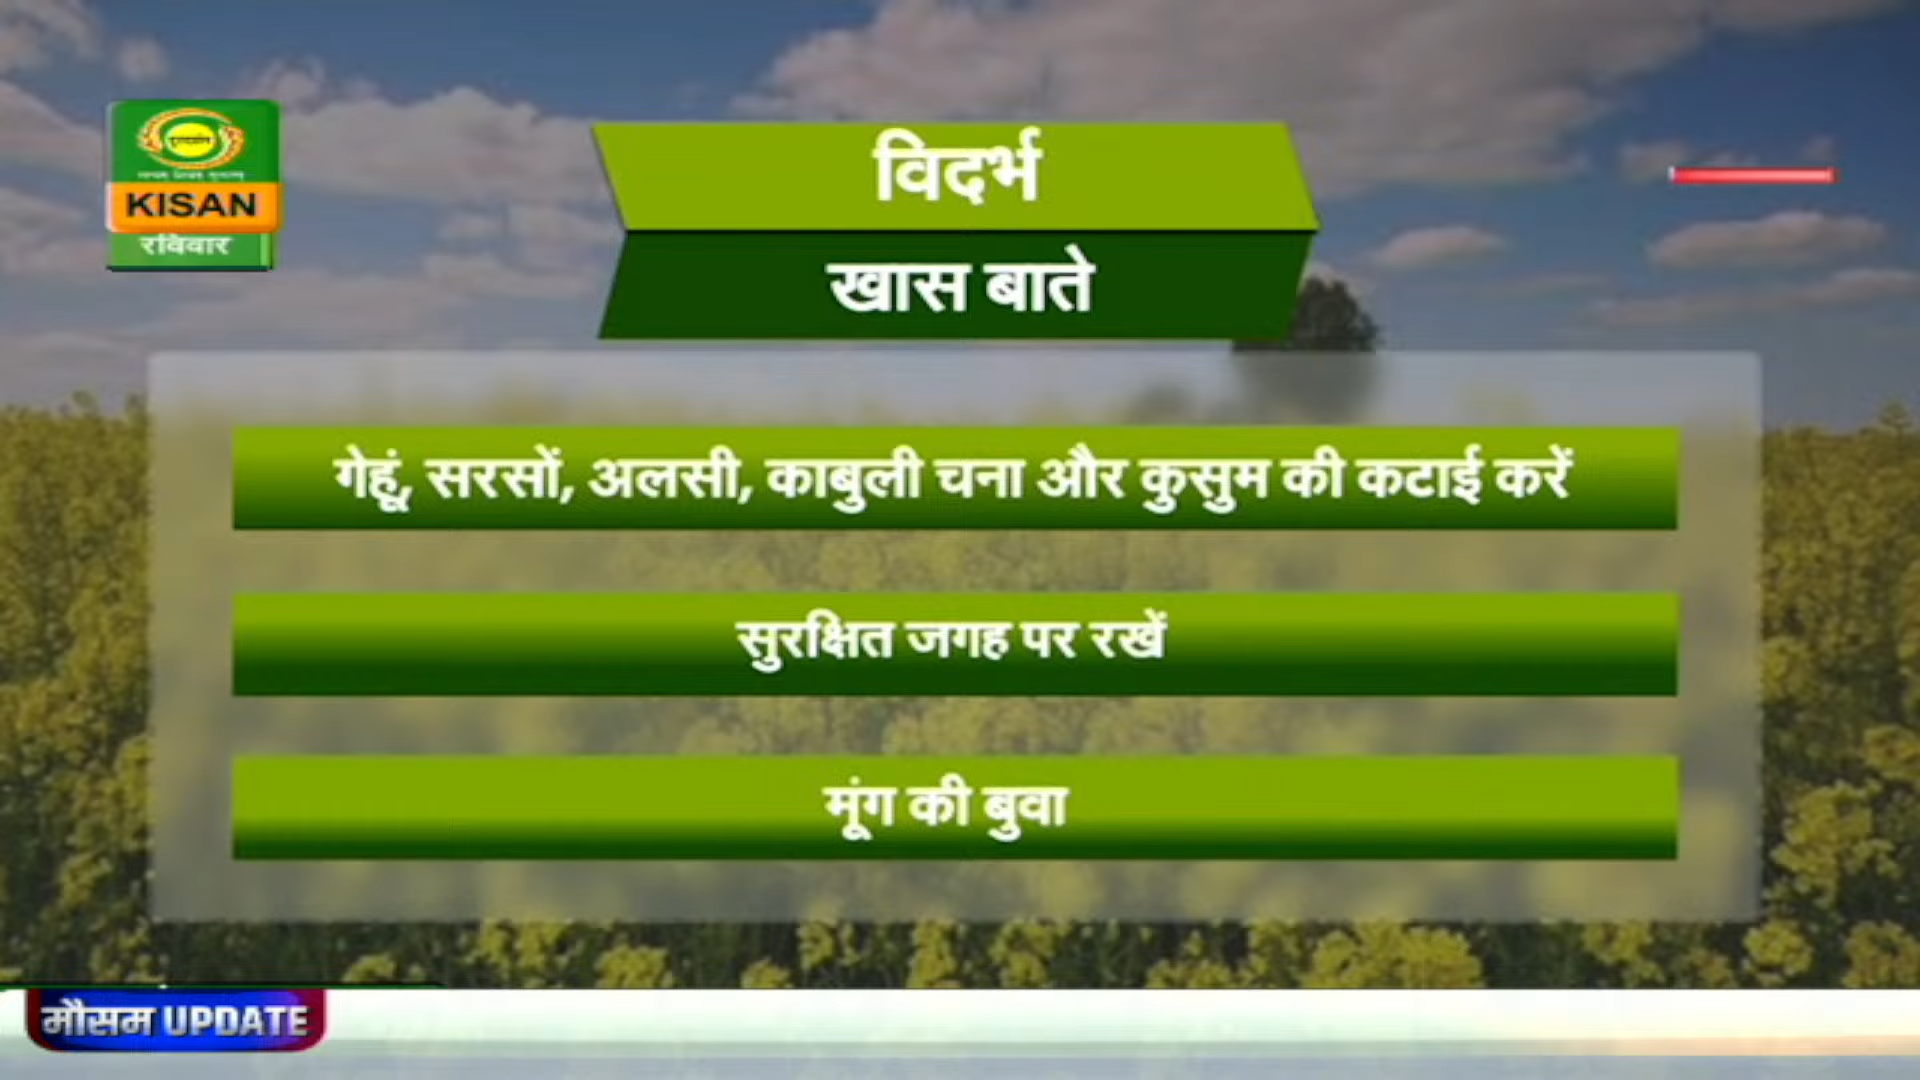 KISAN
रविवार
विदर्भ
खास बाते
गेहूं, सरसों, अलसी, काबुली चना और कुसुम की कटाई करें
सुरक्षित जगह पर रखें
मूंग की बुवा
मौसम UPDATE